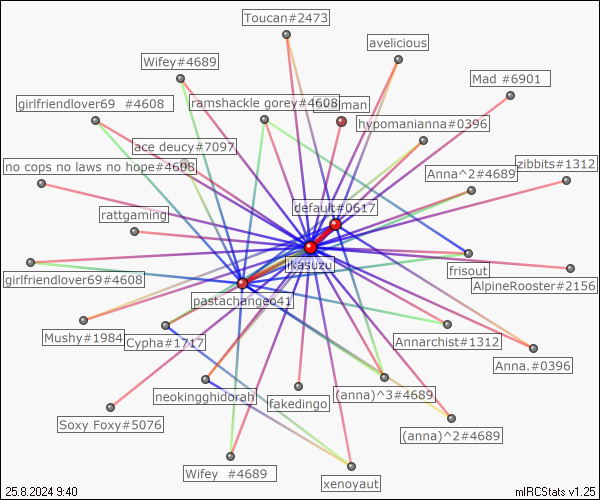 Toucan#2473
avelicious
Wifey#4689
Mad #6901
girlfriendlover69 #4608
ramshackle gorey#4608
man
hypomanianna#0396
ace deucy#7097
no cops no laws no hope#4608
zibbits#1312
Anna^2#4689
default#0617
rattgaming
ikasuzu
frisout
girlfriendlover69#4608
AlpineRooster#2156
pastachangeo41
Mushy#1984
Cypha#1717
Annarchist#1312
Anna.#0396
neokingghidorah
fakedingo
(anna)^3#4689
Soxy Foxy#5076
(anna)^2#4689
Wifey #4689
xenoyaut
25.8.2024 9:40
mIRCStats v1.25